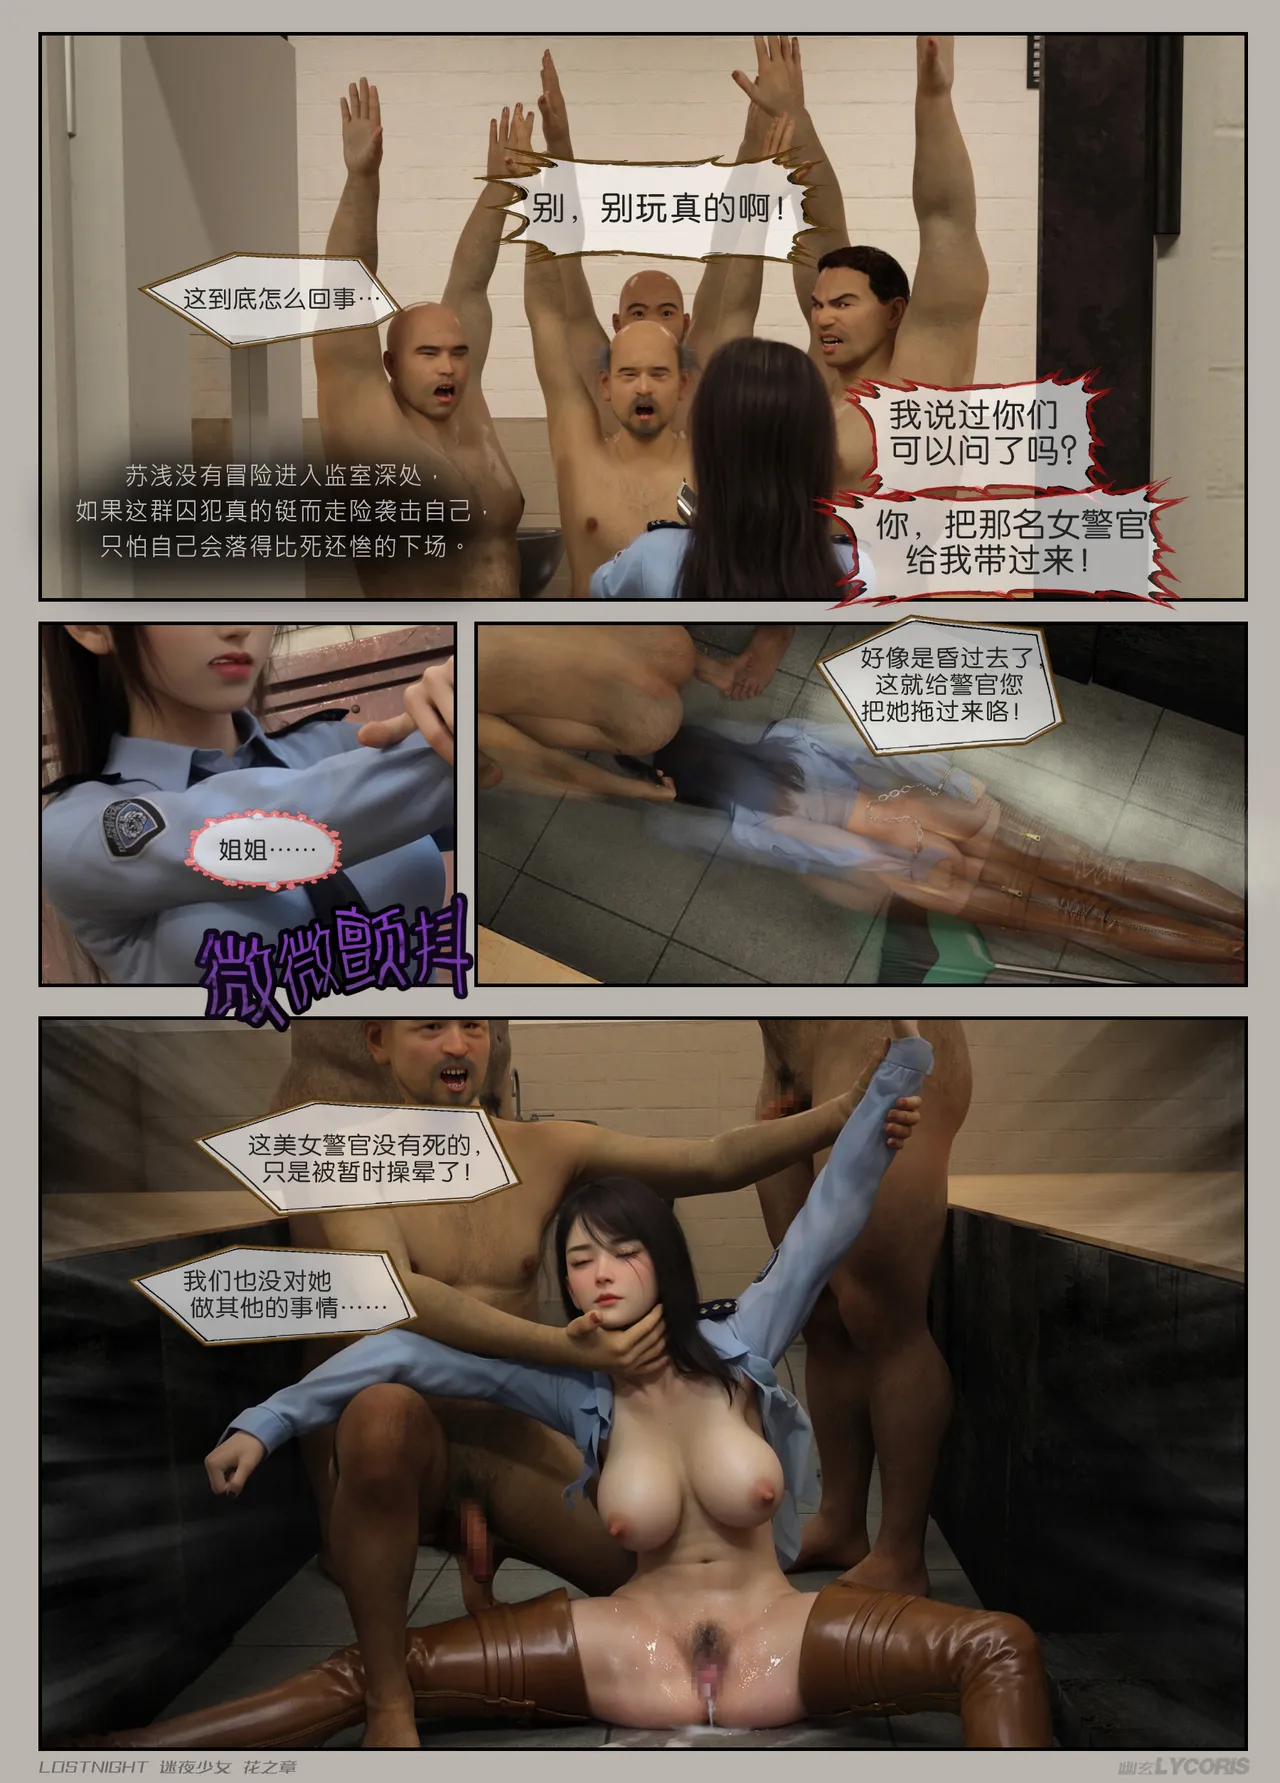 别，别玩真的啊！
这到底怎么回事…
我说过你们
可以问了吗？
你，把那名女警官
给我带过来！
苏浅没有冒险进入监室深处，
如果这群囚犯真的铤而走险袭击自己，
只怕自己会落得比死还惨的下场。
姐姐……
微微颤抖
好像是昏过去了，
这就给警官您
把她拖过来咯！
这美女警官没有死的，
只是被暂时操晕了！
我们也没对她
做其他的事情……
LOSTNIGHT 迷夜少女 花之章
幽玄LYCORIS